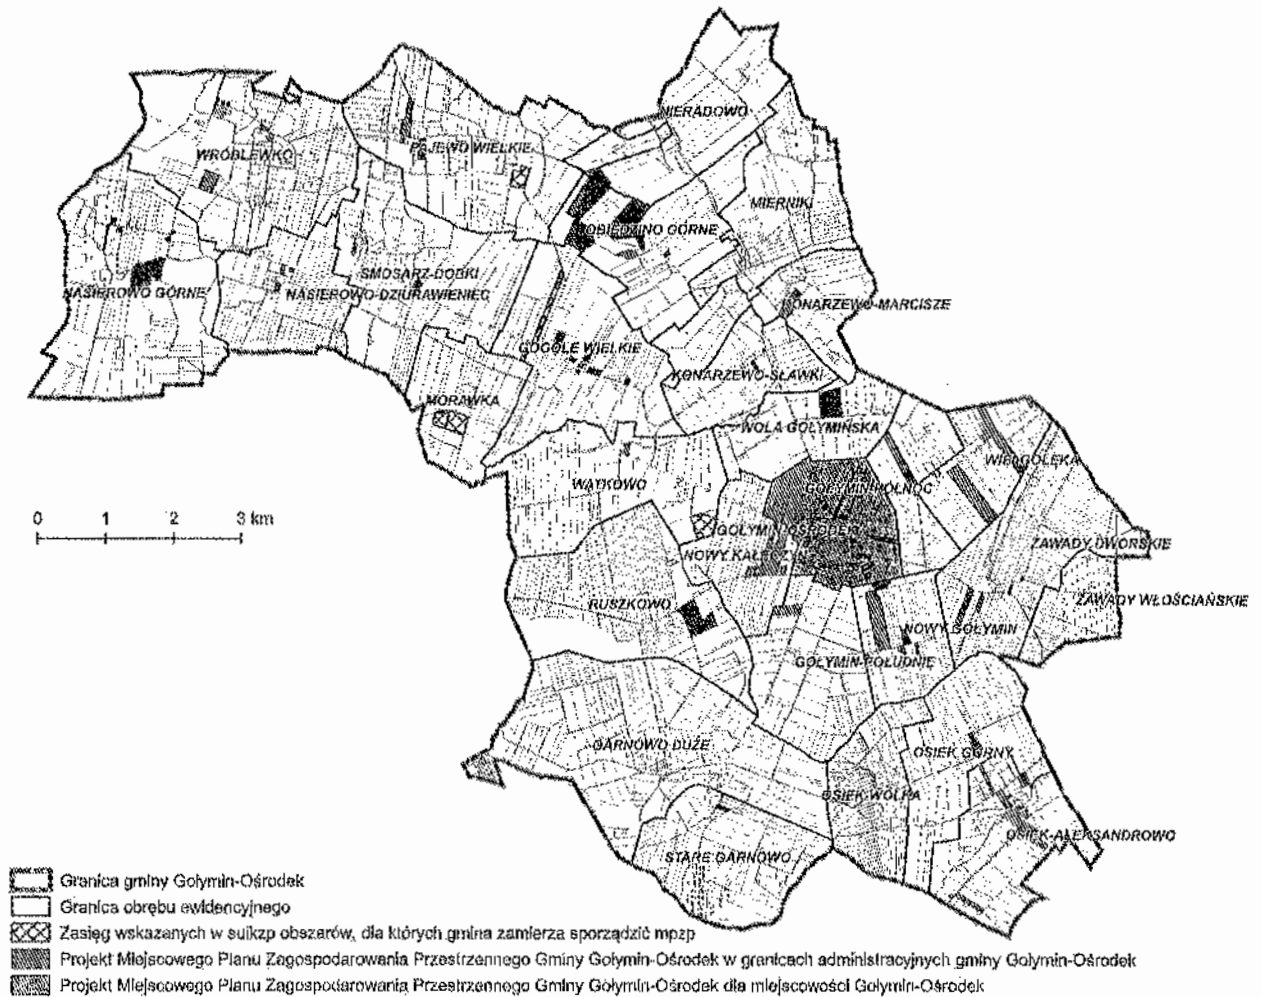 NIERADOWO
WRÓBLEWKO
PAJEWO WIELKIE
MIERNIKI
OBIEDZINO GÓRNE
SMOSARZ-DOBKI
NASIEROWO GÓRNE
NASIEROWO-DZIURAWIENIEC
KONARZEWO-MARCISZE
GOGOLE WIELKIE
KONARZEWO-SŁAWKI
MORAWKA
WOLA GOŁYMIŃSKA
WIELGOŁĘKA
WATKOWO
GOŁYMIN-PÓŁNOC
0 1 2 3 km
GOŁYMIN-OŚRODEK
ZAWADY DWORSKIE
NOWY KAŁĘCZYN
RUSZKOWO
ZAWADY WŁOŚCIAŃSKIE
NOWY GOŁYMIN
GOŁYMIN-POŁUDNIE
GARNOWO DUŻE
OSIEK GÓRNY
OSIEK-WÓLKA
OSIEK-ALEKSANDROWO
STARE GARNOWO
Granica gminy Gołymin-Ośrodek
Granica obrębu ewidencyjnego
Zasięg wskazanych w suikzp obszarów, dla których gmina zamierza sporządzić mpzp
Projekt Miejscowego Planu Zagospodarowania Przestrzennego Gminy Gołymin-Ośrodek w granicach administracyjnych gminy Gołymin-Ośrodek
Projekt Miejscowego Planu Zagospodarowania Przestrzennego Gminy Gołymin-Ośrodek dla miejscowości Gołymin-Ośrodek